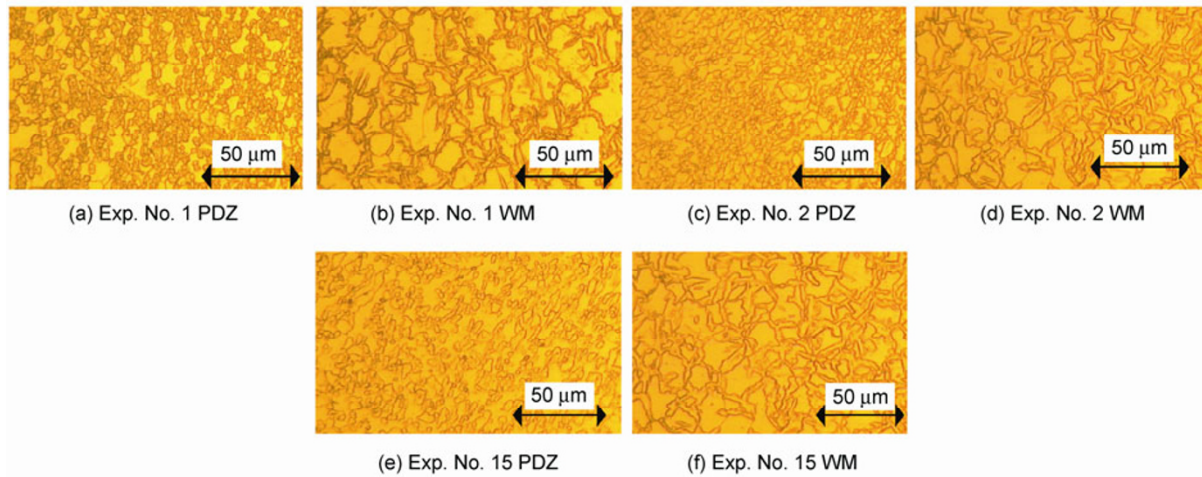 50 μm
50 μm
50 μm
50 μm
(a) Exp. No. 1 PDZ
(b) Exp. No. 1 WM
(c) Exp. No. 2 PDZ
(d) Exp. No. 2 WM
50 μm
50 μm
(e) Exp. No. 15 PDZ
(f) Exp. No. 15 WM